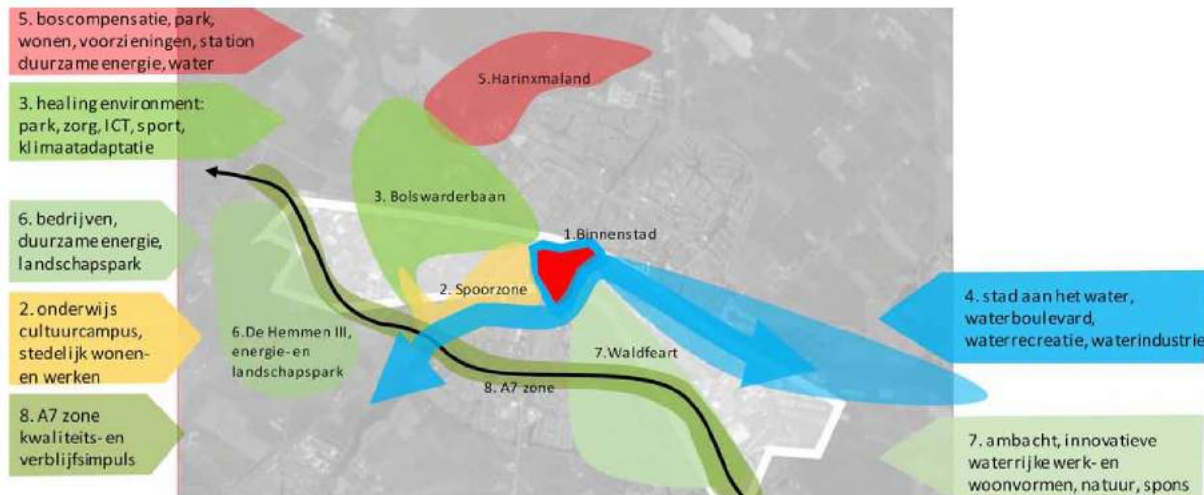 5. boscompensatie, park,
wonen, voorzieningen, station
duurzame energie, water
3. healing environment:
park, zorg, ICT, sport,
klimaatadaptatie
6. bedrijven,
duurzame energie,
landschapspark
2. onderwijs
cultuurcampus,
stedelijk wonen-
en werken
8. A7 zone
kwaliteits- en
verblijfsimpuls
5.Harinxmaland
3. Bolswarderbaan
1.Binnenstad
2. Spoorzone
6.De Hemmen III,
energie- en
landschapspark
7.Waldfeart
8. A7 zone
4. stad aan het water,
waterboulevard,
waterrecreatie, waterindustrie
7. ambacht, innovatieve
waterrijke werk- en
woonvormen, natuur, spons